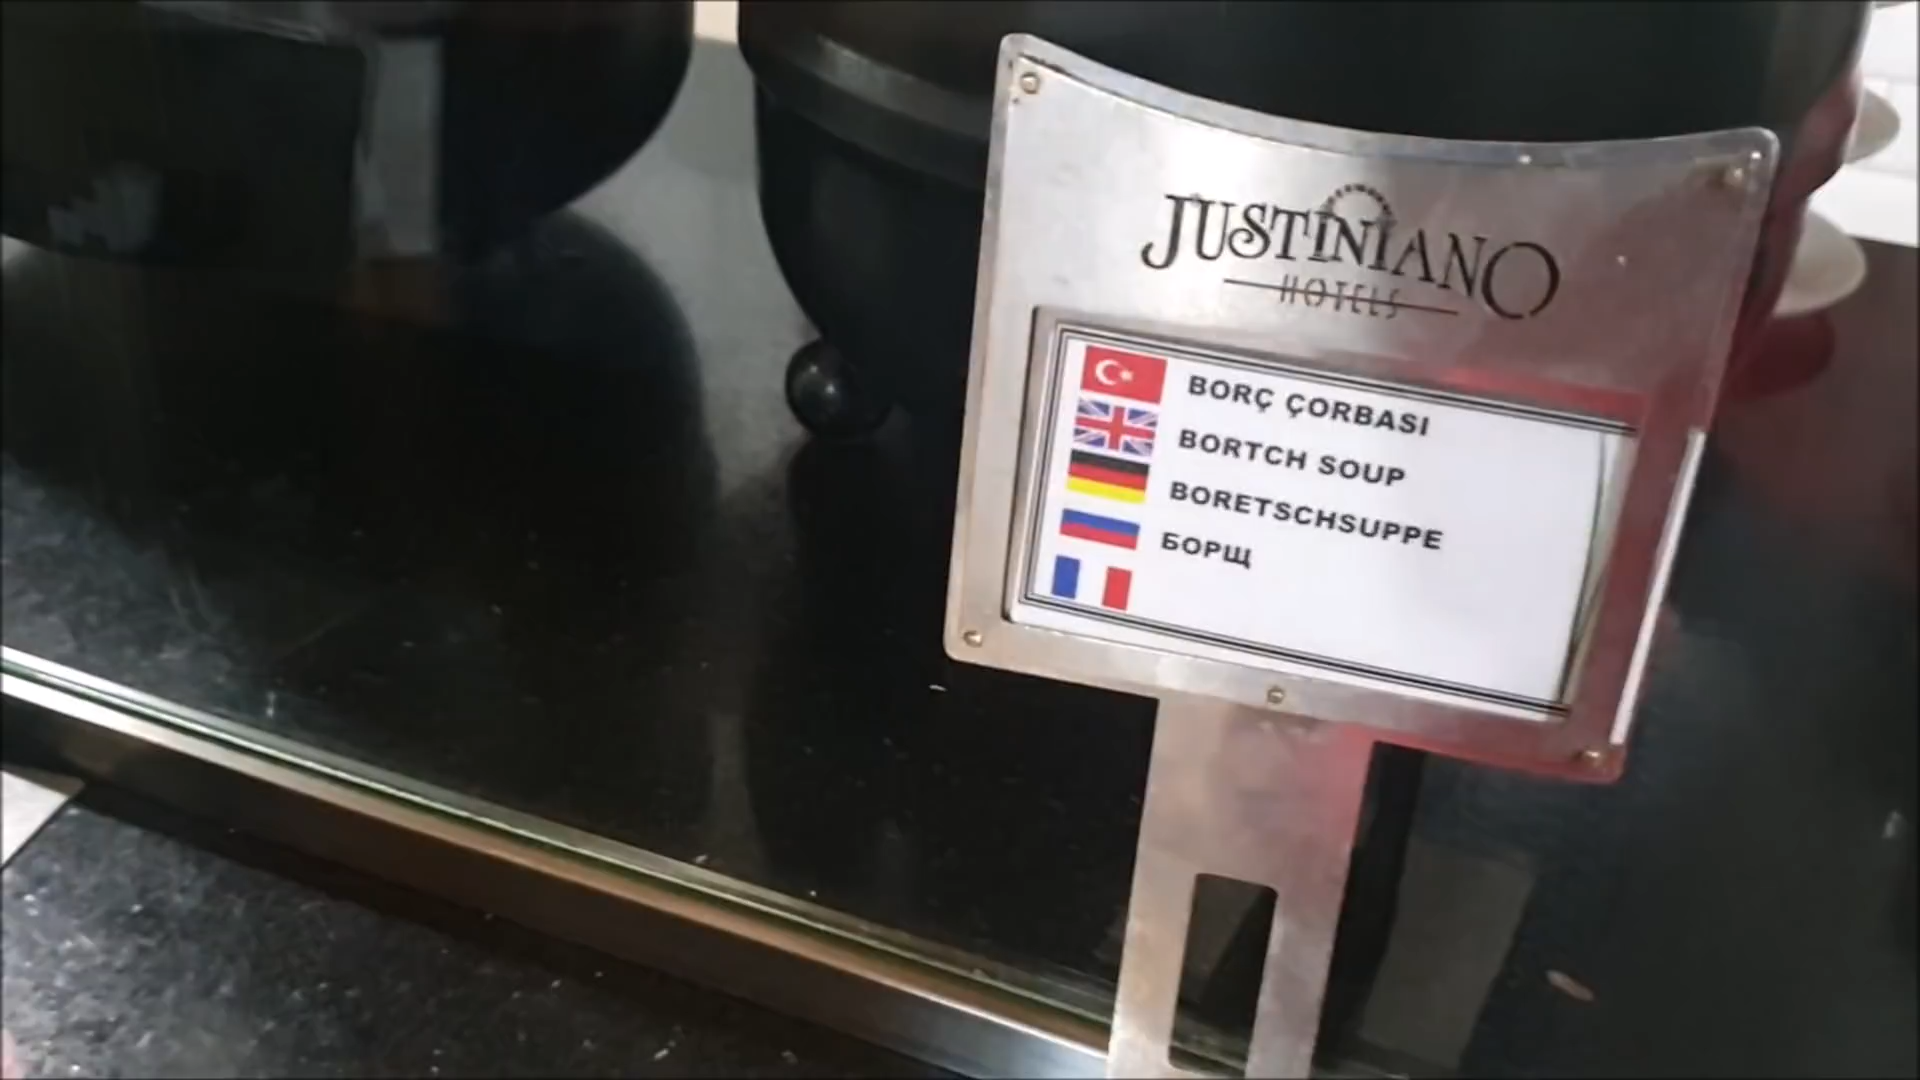 JUSTINIANO
HOTELS
BORÇ ÇORBASI
BORTCH SOUP
BORETSCHSUPPE
БОРЩ